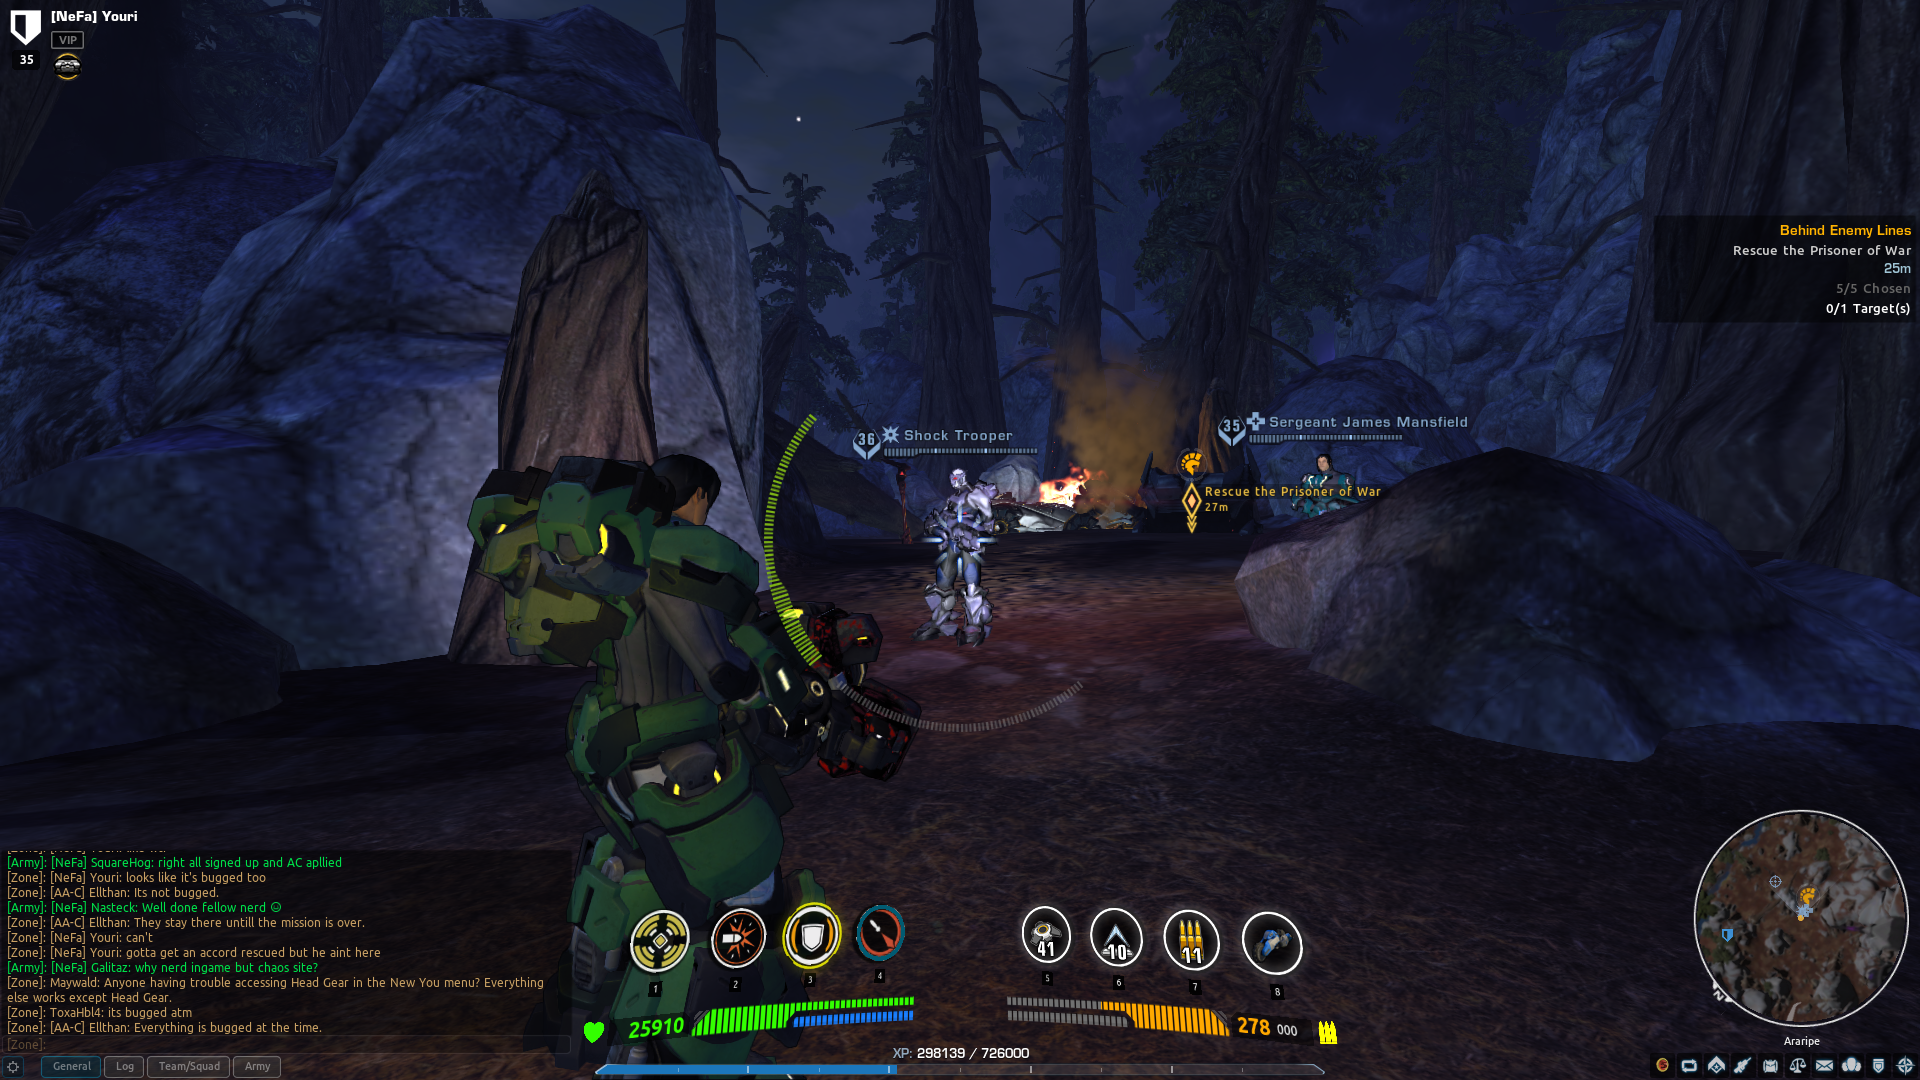 [NeFa] Youri
VIP
35
Behind Enemy Lines
Rescue the Prisoner of War
25m
5/5 Chosen
0/1 Target(s)
36 Shock Trooper
35 Sergeant James Mansfield
Rescue the Prisoner of War
27m
[Army]: [NeFa] SquareHog: right all signed up and AC apllied
[Zone]: [NeFa] Youri: looks like it's bugged too
[Zone]: [AA-C] Ellthan: Its not bugged.
[Army]: [NeFa] Nasteck: Well done fellow nerd
[Zone]: [AA-C] Ellthan: They stay there untill the mission is over.
[Zone]: [NeFa] Youri: can't
[Zone]: [NeFa] Youri: gotta get an accord rescued but he aint here
[Army]: [NeFa] Galitaz: why nerd ingame but chaos site?
[Zone]: Maywald: Anyone having trouble accessing Head Gear in the New You menu? Everything
else works except Head Gear.
[Zone]: ToxaHbl4: its bugged atm
[Zone]: [AA-C] Ellthan: Everything is bugged at the time.
[Zone]:
General Log Team/Squad Army
41 10 11
1 2 3 4 5 6 7 8
25910
278 000
XP: 298139 / 726000
N
Araripe